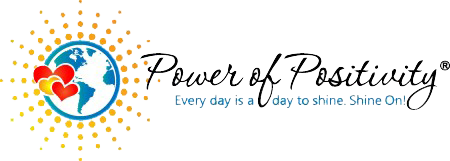 Power of Positivity®
Every day is a day to shine. Shine On!